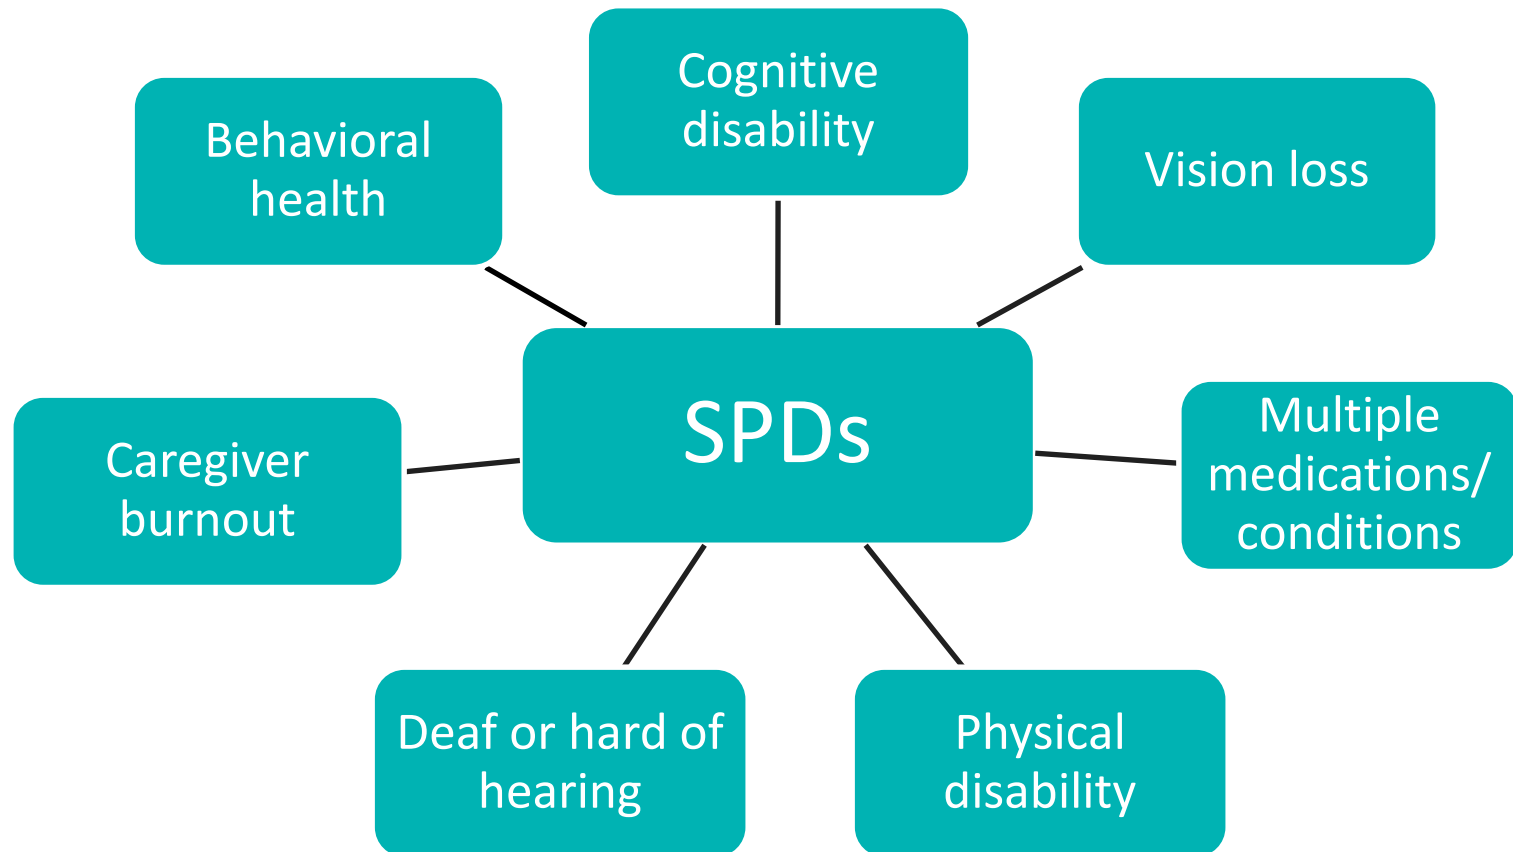 Cognitive
disability
Behavioral
health
Vision loss
SPDs
Multiple
medications/
conditions
Caregiver
burnout
Deaf or hard of
hearing
Physical
disability